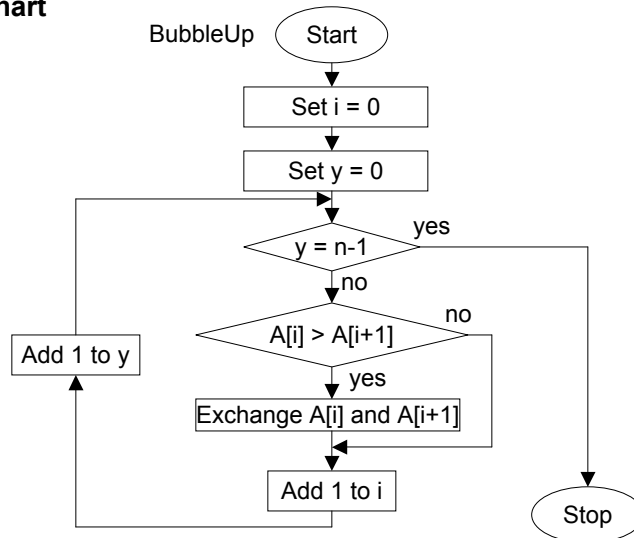 hart
BubbleUp
Start
Set i = 0
Set y = 0
y = n-1
yes
no
A[i] > A[i+1]
no
Add 1 to y
yes
Exchange A[i] and A[i+1]
Add 1 to i
Stop